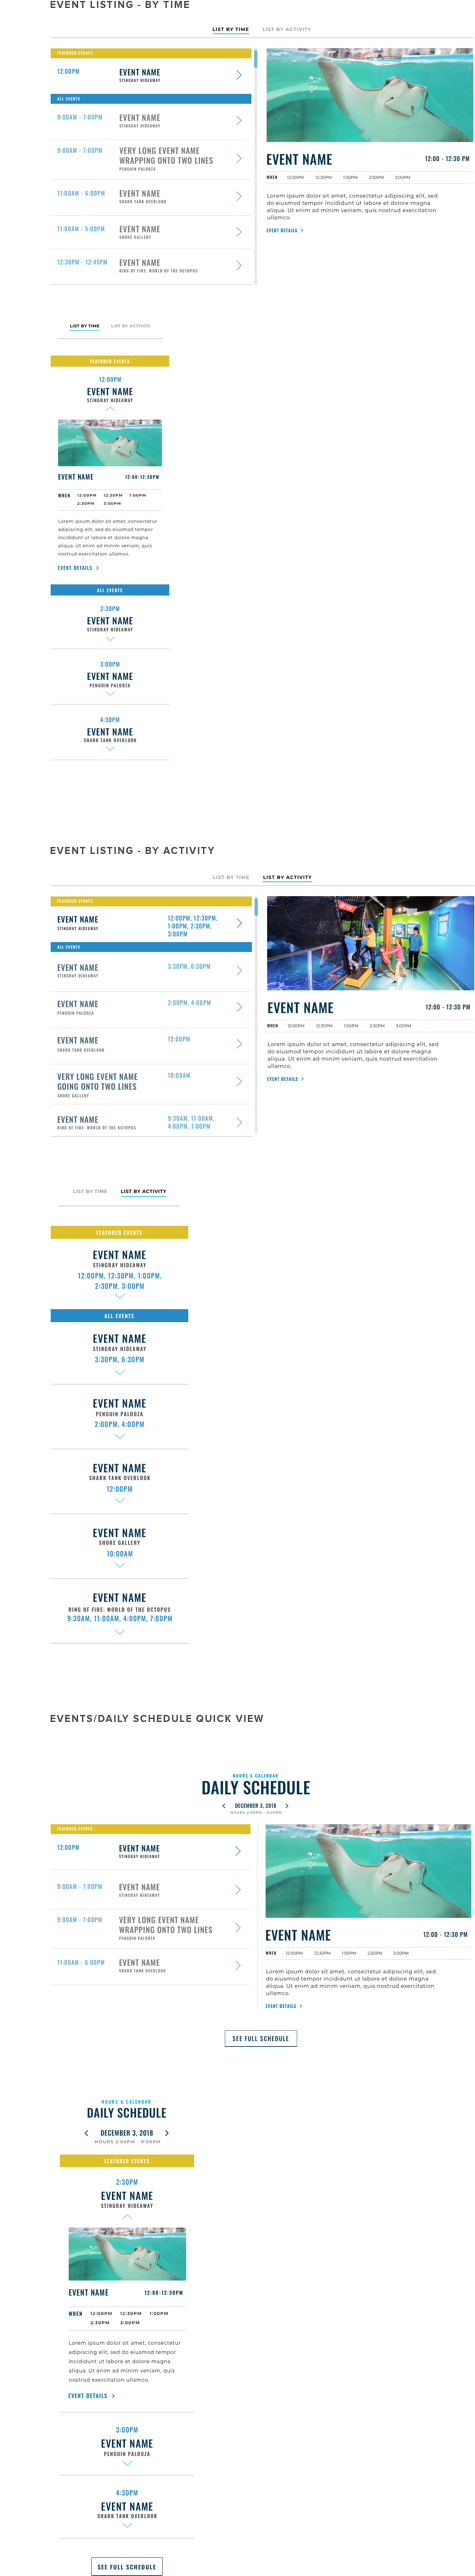 EVENT LISTING - BY TIME
LIST BY TIME LIST BY ACTIVITY
FEATURED EVENTS
12:00PM EVENT NAME
STINGRAY HIDEAWAY
ALL EVENTS
9:00AM - 7:00PM EVENT NAME
STINGRAY HIDEAWAY
9:00AM - 7:00PM VERY LONG EVENT NAME
WRAPPING ONTO TWO LINES
PENGUIN PALOOZA
11:00AM - 6:00PM EVENT NAME
SHARK TANK OVERLOOK
11:00AM - 5:00PM EVENT NAME
SHORE GALLERY
12:30PM - 12:45PM EVENT NAME
RING OF FIRE: WORLD OF THE OCTOPUS
EVENT NAME 12:00 - 12:30 PM
WHEN 12:00PM 12:30PM 1:00PM 2:30PM 3:00PM
Lorem ipsum dolor sit amet, consectetur adipiscing elit, sed
do eiusmod tempor incididunt ut labore et dolore magna
aliqua. Ut enim ad minim veniam, quis nostrud exercitation
ullamco.
EVENT DETAILS
LIST BY TIME LIST BY ACTIVITY
FEATURED EVENTS
12:00PM
EVENT NAME
STINGRAY HIDEAWAY
EVENT NAME 12:00-12:30PM
WHEN 12:00PM 12:30PM 1:00PM
2:30PM 3:00PM
Lorem ipsum dolor sit amet, consectetur
adipiscing elit, sed do eiusmod tempor
incididunt ut labore et dolore magna
aliqua. Ut enim ad minim veniam, quis
nostrud exercitation ullamco.
EVENT DETAILS
ALL EVENTS
2:30PM
EVENT NAME
STINGRAY HIDEAWAY
3:00PM
EVENT NAME
PENGUIN PALOOZA
4:30PM
EVENT NAME
SHARK TANK OVERLOOK
EVENT LISTING - BY ACTIVITY
LIST BY TIME LIST BY ACTIVITY
FEATURED EVENTS
EVENT NAME 12:00PM, 12:30PM,
STINGRAY HIDEAWAY 1:00PM, 2:30PM,
3:00PM
ALL EVENTS
EVENT NAME 3:30PM, 6:30PM
STINGRAY HIDEAWAY
EVENT NAME 2:00PM, 4:00PM
PENGUIN PALOOZA
EVENT NAME 12:00PM
SHARK TANK OVERLOOK
VERY LONG EVENT NAME 10:00AM
GOING ONTO TWO LINES
SHORE GALLERY
EVENT NAME 9:30AM, 11:00AM,
RING OF FIRE: WORLD OF THE OCTOPUS 4:00PM, 7:00PM
EVENT NAME 12:00 - 12:30 PM
WHEN 12:00PM 12:30PM 1:00PM 2:30PM 3:00PM
Lorem ipsum dolor sit amet, consectetur adipiscing elit, sed
do eiusmod tempor incididunt ut labore et dolore magna
aliqua. Ut enim ad minim veniam, quis nostrud exercitation
ullamco.
EVENT DETAILS
LIST BY TIME LIST BY ACTIVITY
FEATURED EVENTS
EVENT NAME
STINGRAY HIDEAWAY
12:00PM, 12:30PM, 1:00PM,
2:30PM, 3:00PM
ALL EVENTS
EVENT NAME
STINGRAY HIDEAWAY
3:30PM, 6:30PM
EVENT NAME
PENGUIN PALOOZA
2:00PM, 4:00PM
EVENT NAME
SHARK TANK OVERLOOK
12:00PM
EVENT NAME
SHORE GALLERY
10:00AM
EVENT NAME
RING OF FIRE: WORLD OF THE OCTOPUS
9:30AM, 11:00AM, 4:00PM, 7:00PM
EVENTS/DAILY SCHEDULE QUICK VIEW
HOURS & CALENDAR
DAILY SCHEDULE
DECEMBER 3, 2018
HOURS 2:00PM - 9:00PM
FEATURED EVENTS
12:00PM EVENT NAME
STINGRAY HIDEAWAY
9:00AM - 7:00PM EVENT NAME
STINGRAY HIDEAWAY
9:00AM - 7:00PM VERY LONG EVENT NAME
WRAPPING ONTO TWO LINES
PENGUIN PALOOZA
11:00AM - 6:00PM EVENT NAME
SHARK TANK OVERLOOK
EVENT NAME 12:00 - 12:30 PM
WHEN 12:00PM 12:30PM 1:00PM 2:30PM 3:00PM
Lorem ipsum dolor sit amet, consectetur adipiscing elit, sed
do eiusmod tempor incididunt ut labore et dolore magna
aliqua. Ut enim ad minim veniam, quis nostrud exercitation
ullamco.
EVENT DETAILS
SEE FULL SCHEDULE
HOURS & CALENDAR
DAILY SCHEDULE
DECEMBER 3, 2018
HOURS 2:00PM - 9:00PM
FEATURED EVENTS
2:30PM
EVENT NAME
STINGRAY HIDEAWAY
EVENT NAME 12:00-12:30PM
WHEN 12:00PM 12:30PM 1:00PM
2:30PM 3:00PM
Lorem ipsum dolor sit amet, consectetur
adipiscing elit, sed do eiusmod tempor
incididunt ut labore et dolore magna
aliqua. Ut enim ad minim veniam, quis
nostrud exercitation ullamco.
EVENT DETAILS
3:00PM
EVENT NAME
PENGUIN PALOOZA
4:30PM
EVENT NAME
SHARK TANK OVERLOOK
SEE FULL SCHEDULE